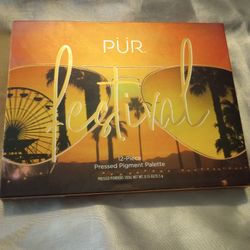 PÜR
festival
12-Piece
Pressed Pigment Palette